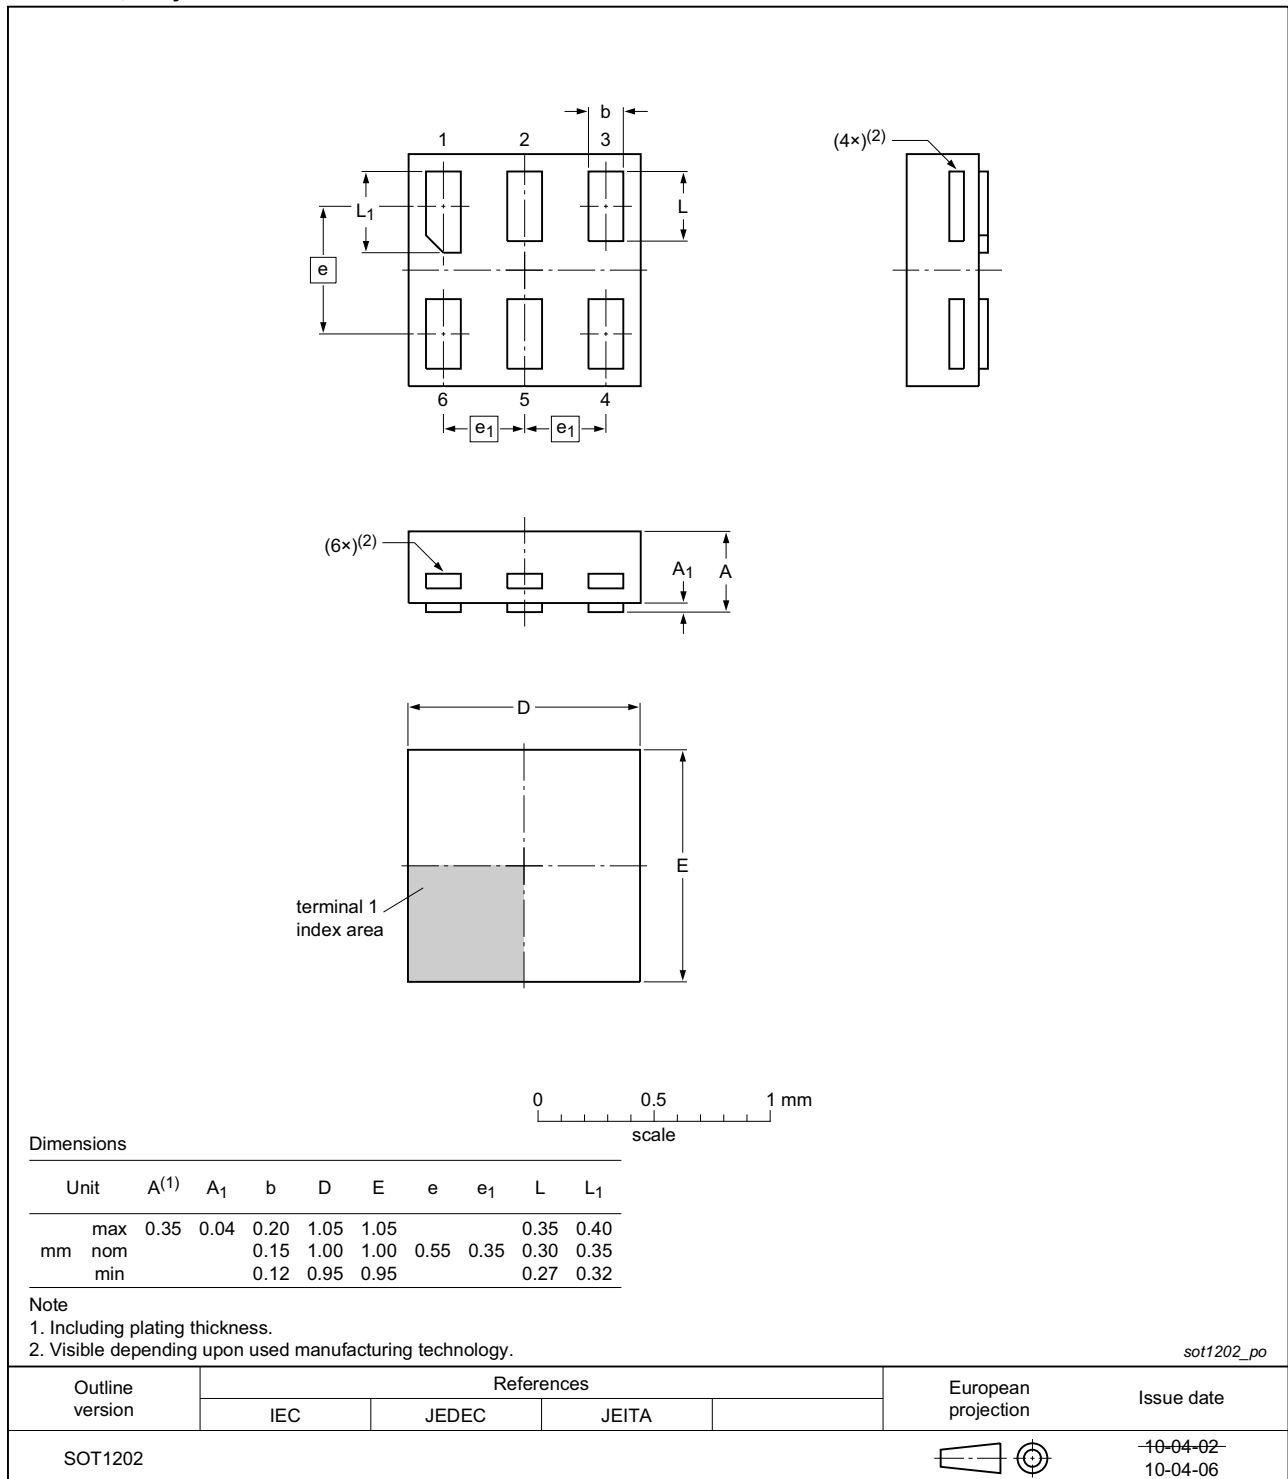 b
1 2 3
(4×)(2)
L1
L
e
6 5 4
e1 e1
(6×)(2)
A1 A
D
E
terminal 1
index area
0 0.5 1 mm
scale
Dimensions
Unit A(1) A1 b D E e e1 L L1
max 0.35 0.04 0.20 1.05 1.05 0.35 0.40
mm nom 0.15 1.00 1.00 0.55 0.35 0.30 0.35
min 0.12 0.95 0.95 0.27 0.32
Note
1. Including plating thickness.
2. Visible depending upon used manufacturing technology.
sot1202_po
Outline
version
References
IEC JEDEC JEITA
European
projection
Issue date
SOT1202
10-04-02
10-04-06